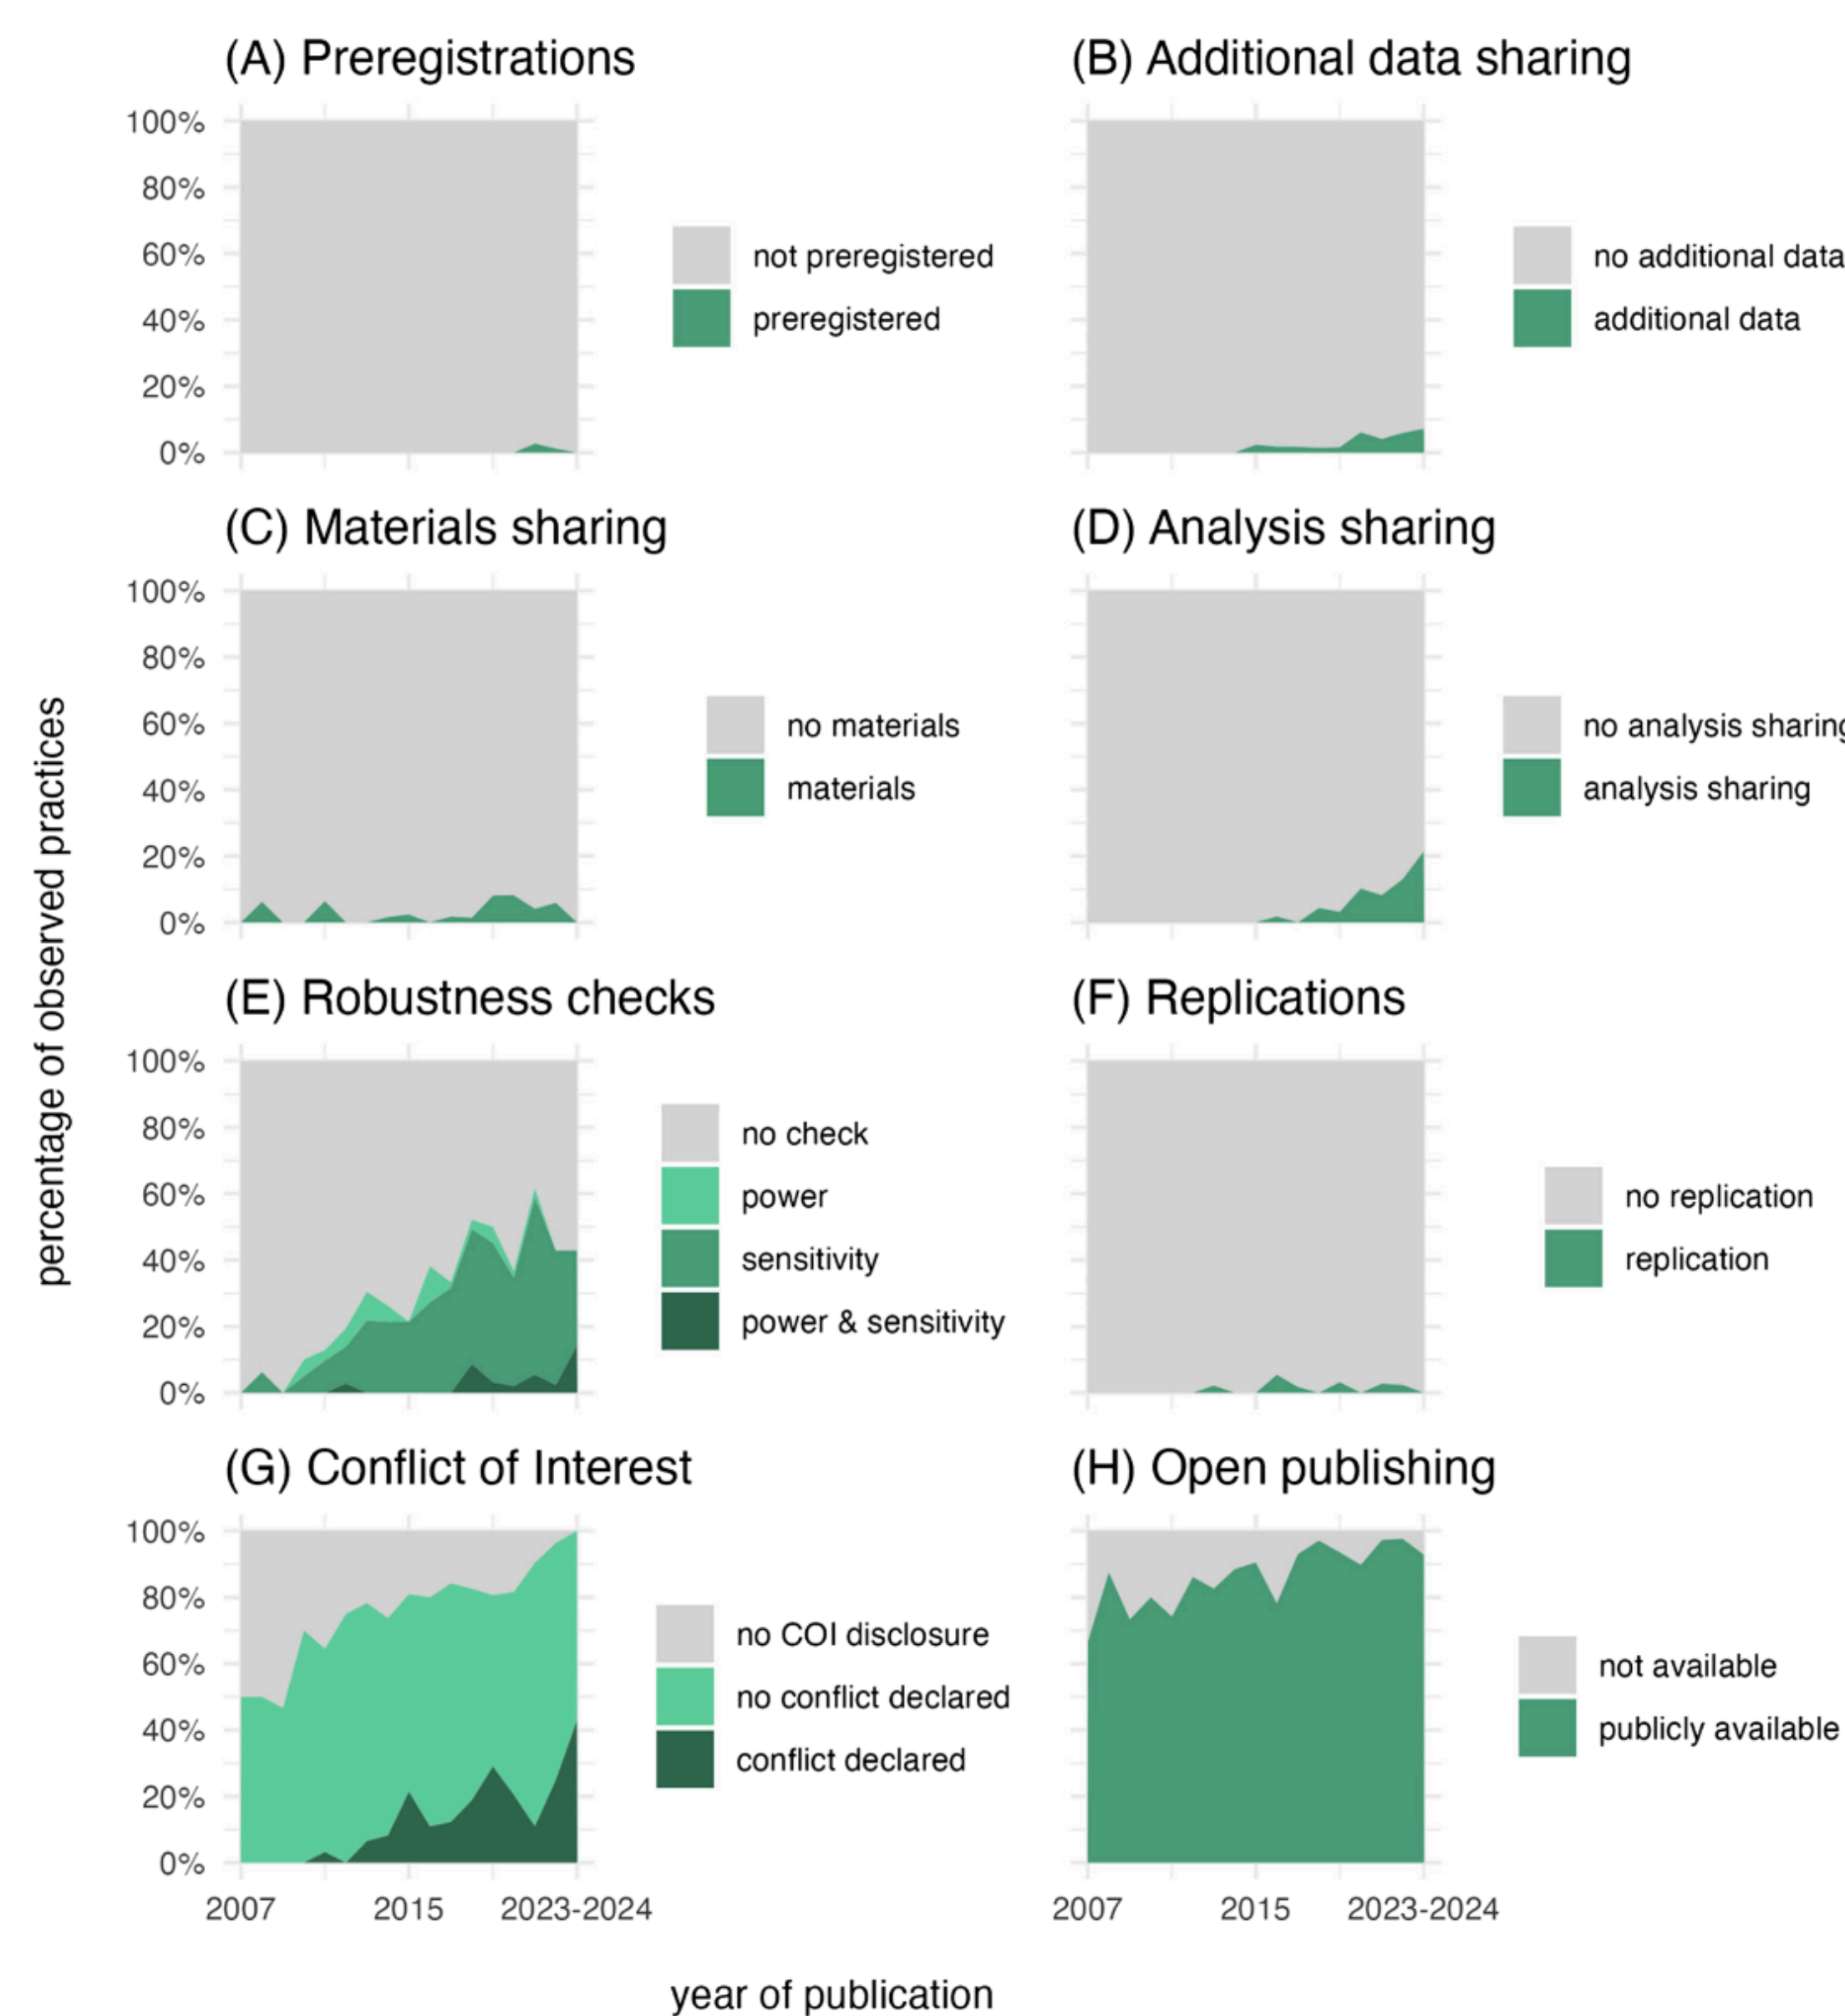 (A) Preregistrations
100%
80%
60%
40%
20%
0%
not preregistered
preregistered
(B) Additional data sharing
no additional data
additional data
(C) Materials sharing
100%
80%
60%
40%
20%
0%
no materials
materials
(D) Analysis sharing
no analysis sharing
analysis sharing
(E) Robustness checks
100%
80%
60%
40%
20%
0%
no check
power
sensitivity
power & sensitivity
(F) Replications
no replication
replication
(G) Conflict of Interest
100%
80%
60%
40%
20%
0%
2007 2015 2023-2024
no COI disclosure
no conflict declared
conflict declared
(H) Open publishing
2007 2015 2023-2024
not available
publicly available
percentage of observed practices
year of publication